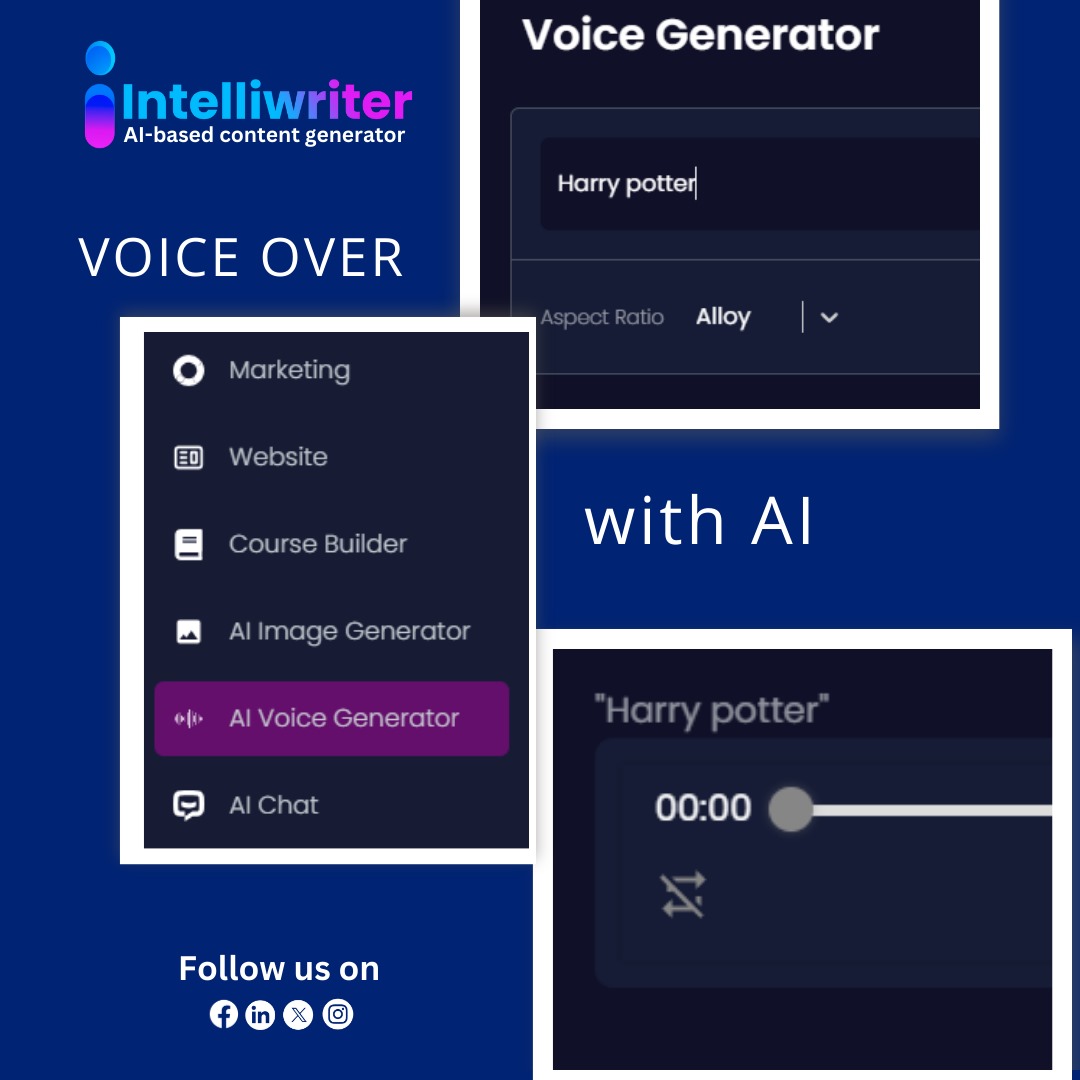 Intelliwriter
AI-based content generator
VOICE OVER
Voice Generator
Harry potter
Aspect Ratio Alloy
Marketing
Website
Course Builder
AI Image Generator
AI Voice Generator
AI Chat
with AI
"Harry potter"
00:00
Follow us on